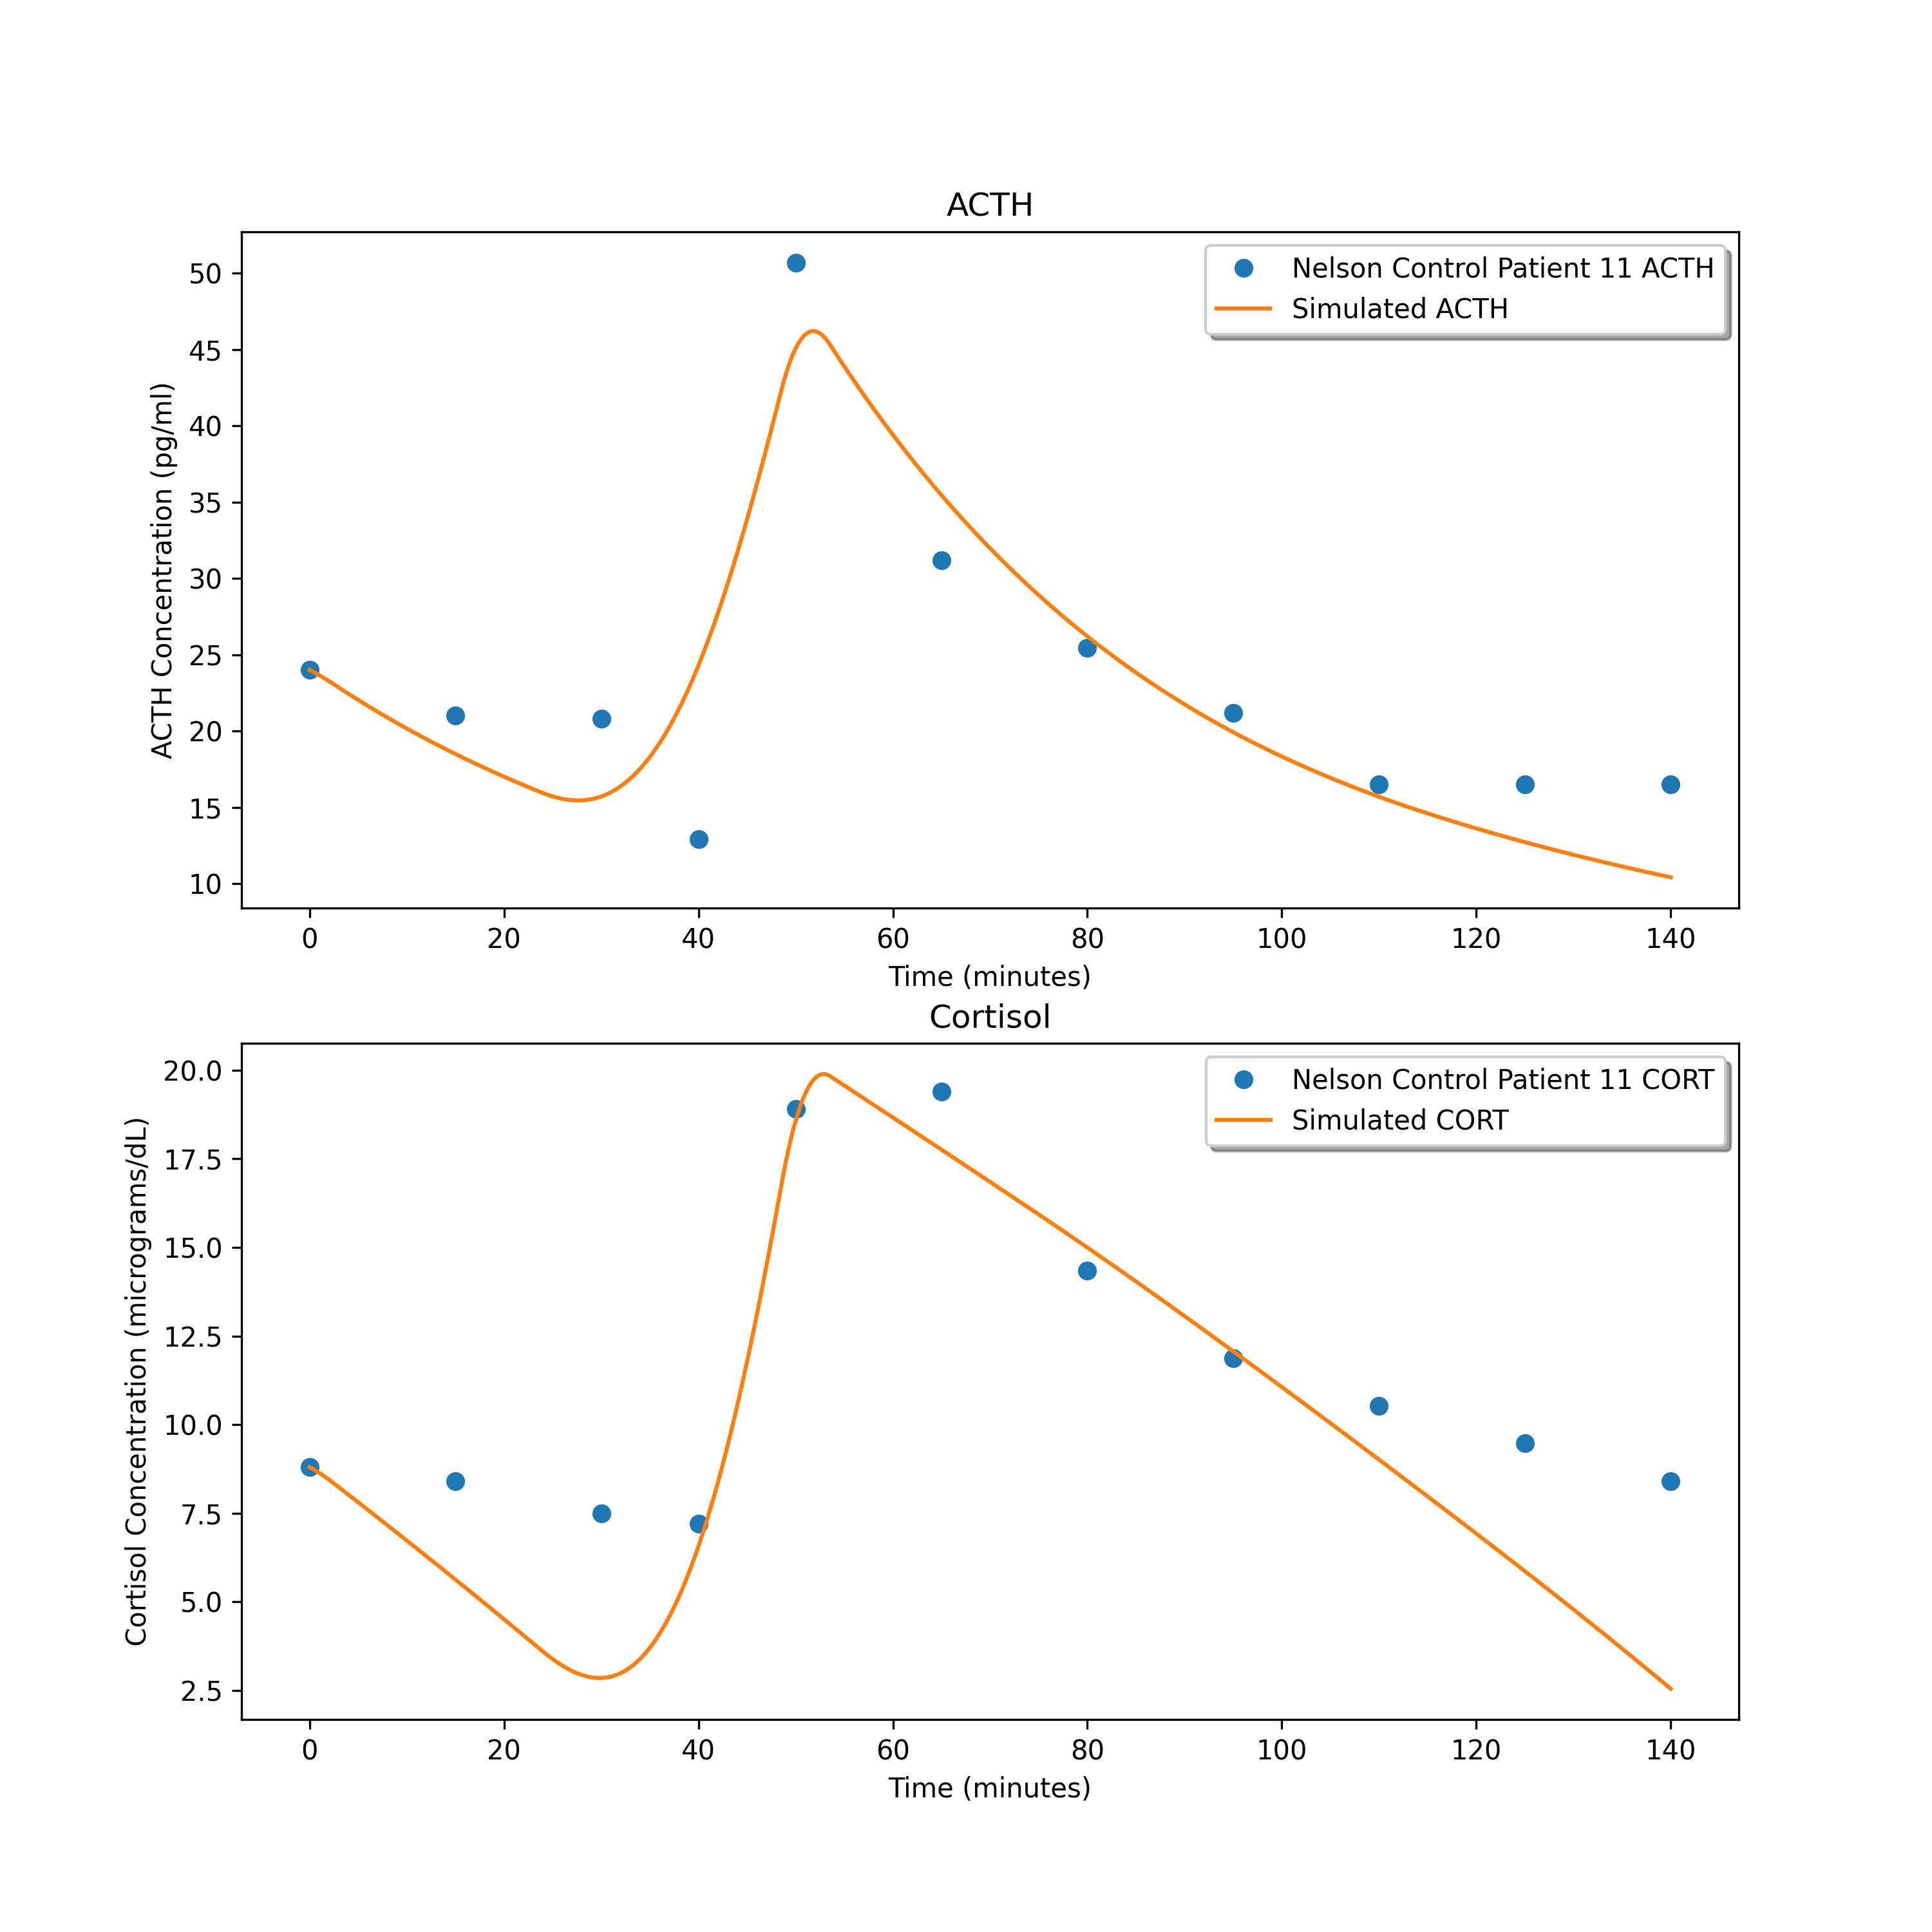 ACTH
Nelson Control Patient 11 ACTH
Simulated ACTH
ACTH Concentration (pg/ml)
50
45
40
35
30
25
20
15
10
0 20 40 60 80 100 120 140
Time (minutes)
Cortisol
Nelson Control Patient 11 CORT
Simulated CORT
Cortisol Concentration (micrograms/dL)
20.0
17.5
15.0
12.5
10.0
7.5
5.0
2.5
0 20 40 60 80 100 120 140
Time (minutes)